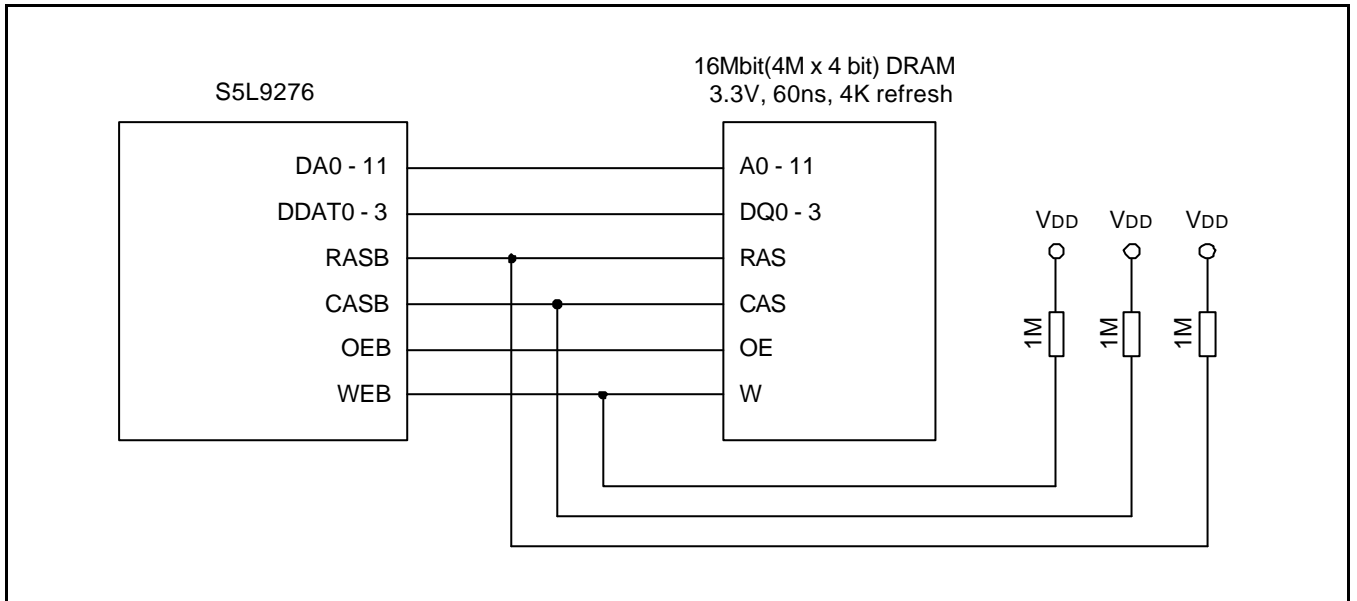 16Mbit(4M x 4 bit) DRAM
S5L9276
3.3V, 60ns, 4K refresh
DA0 - 11
A0 - 11
DDAT0 - 3
DQ0 - 3
VDD
VDD
VDD
RASB
RAS
CASB
CAS
1M
1M
1M
OEB
OE
WEB
W